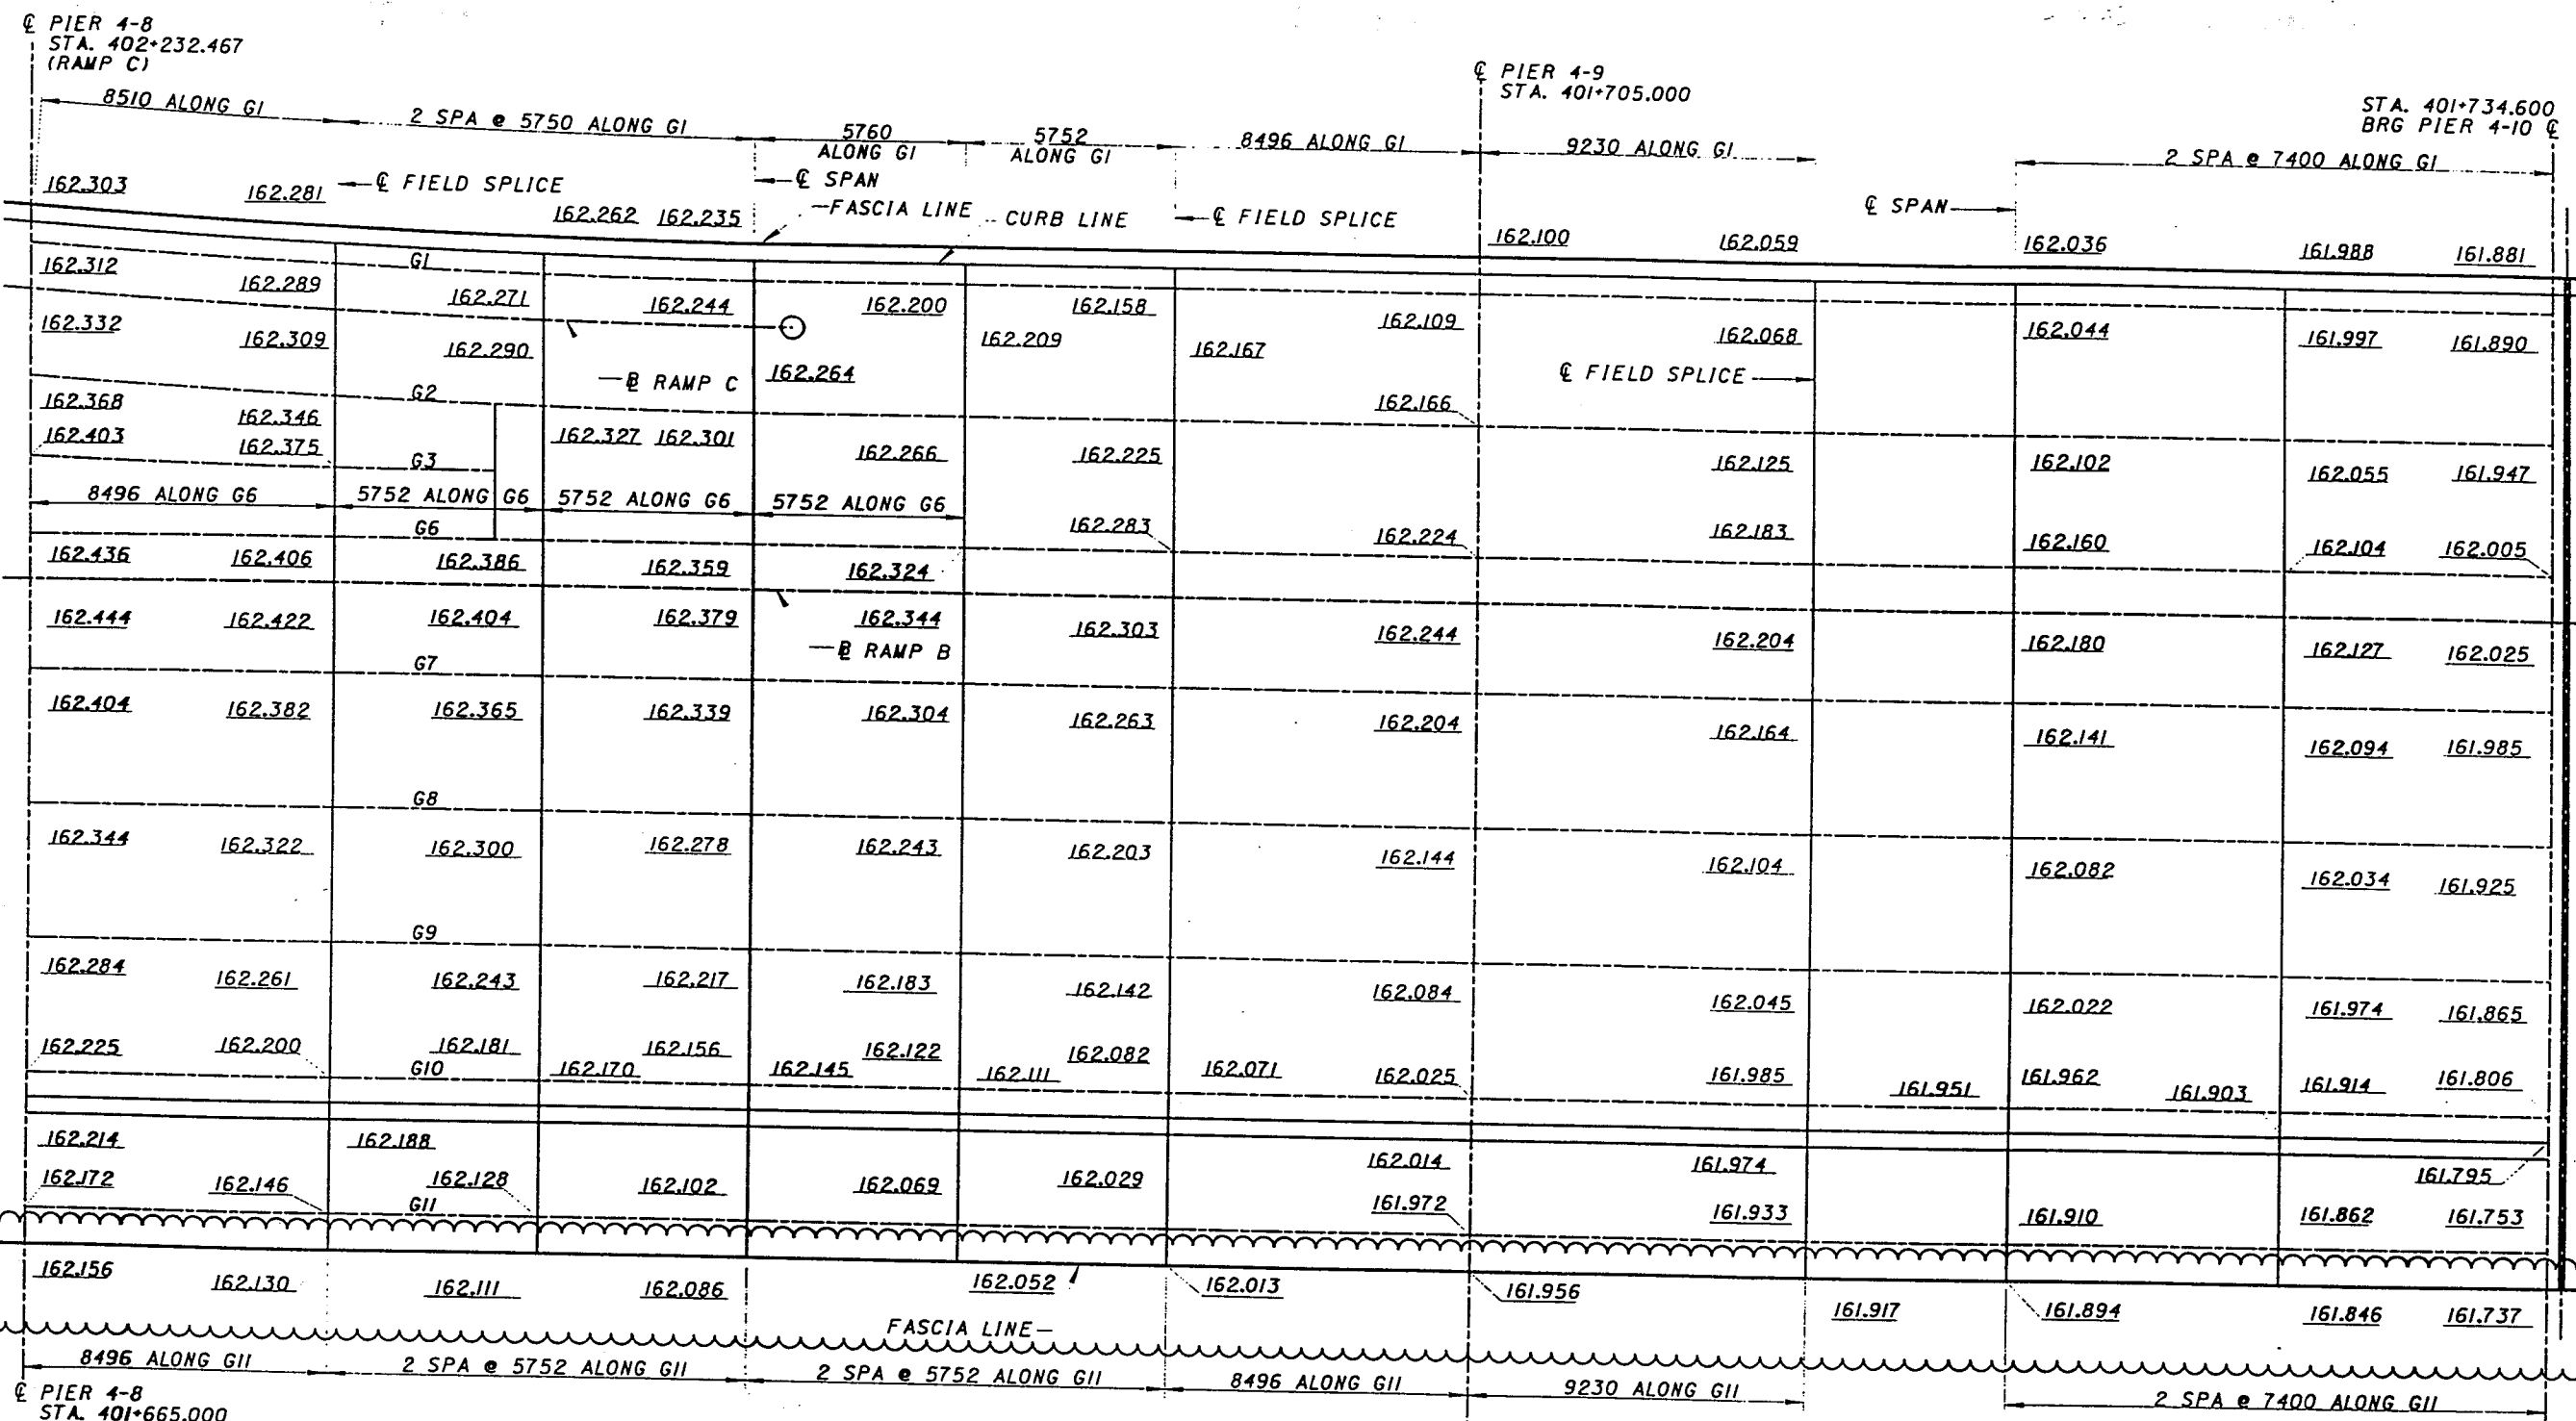 ℄ PIER 4-8
STA. 402+232.467
(RAMP C)
℄ PIER 4-9
STA. 401+705.000
STA. 401+734.600
BRG PIER 4-10 ℄
8510 ALONG G1
2 SPA @ 5750 ALONG G1
5760
ALONG G1
5752
ALONG G1
8496 ALONG G1
9230 ALONG G1
2 SPA @ 7400 ALONG G1
162.303 162.281 ℄ FIELD SPLICE
162.262 162.235
℄ SPAN
FASCIA LINE
CURB LINE
℄ FIELD SPLICE
℄ SPAN
162.100 162.059 162.036 161.988 161.881
G1
162.312 162.289 162.271 162.244 162.200 162.158 162.109 162.068 162.044 161.997 161.890
162.332 162.309 162.290 162.264 162.209 162.167
RAMP C
℄ FIELD SPLICE
G2
162.166
162.368 162.346
162.403 162.375
162.327 162.301 162.266 162.225 162.125 162.102 162.055 161.947
G3
8496 ALONG G6 5752 ALONG G6 5752 ALONG G6 5752 ALONG G6
G6
162.283 162.224 162.183 162.160 162.104 162.005
162.436 162.406 162.386 162.359 162.324
162.444 162.422 162.404 162.379 162.344 162.303 162.244 162.204 162.180 162.127 162.025
RAMP B
G7
162.404 162.382 162.365 162.339 162.304 162.263 162.204 162.164 162.141 162.094 161.985
G8
162.344 162.322 162.300 162.278 162.243 162.203 162.144 162.104 162.082 162.034 161.925
G9
162.284 162.261 162.243 162.217 162.183 162.142 162.084 162.045 162.022 161.974 161.865
162.225 162.200 162.181 162.156 162.122 162.082 162.025 161.985 161.962 161.914 161.806
G10
162.170 162.145 162.111 162.071 161.951 161.903
162.214 162.188 162.014 161.974 161.795
162.172 162.146 162.128 162.102 162.069 162.029 161.972 161.933 161.910 161.862 161.753
G11
162.156 162.130 162.111 162.086 162.052 162.013 161.956 161.917 161.894 161.846 161.737
FASCIA LINE
8496 ALONG G11
2 SPA @ 5752 ALONG G11
2 SPA @ 5752 ALONG G11
8496 ALONG G11
9230 ALONG G11
2 SPA @ 7400 ALONG G11
℄ PIER 4-8
STA. 401+665.000